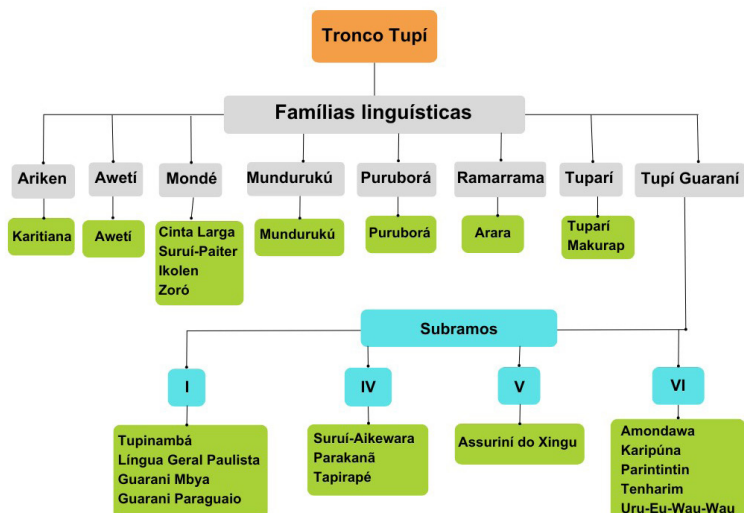 Tronco Tupí
Famílias linguísticas
Ariken
Awetí
Mondé
Mundurukú
Puruborá
Ramarrama
Tuparí
Tupí Guaraní
Karitiana
Awetí
Cinta Larga
Suruí-Paiter
Ikolen
Zoró
Mundurukú
Puruborá
Arara
Tuparí
Makurap
Subramos
I
IV
V
VI
Tupinambá
Língua Geral Paulista
Guarani Mbya
Guarani Paraguaio
Suruí-Aikewara
Parakanã
Tapirapé
Assuriní do Xingu
Amondawa
Karipúna
Parintintin
Tenharim
Uru-Eu-Wau-Wau